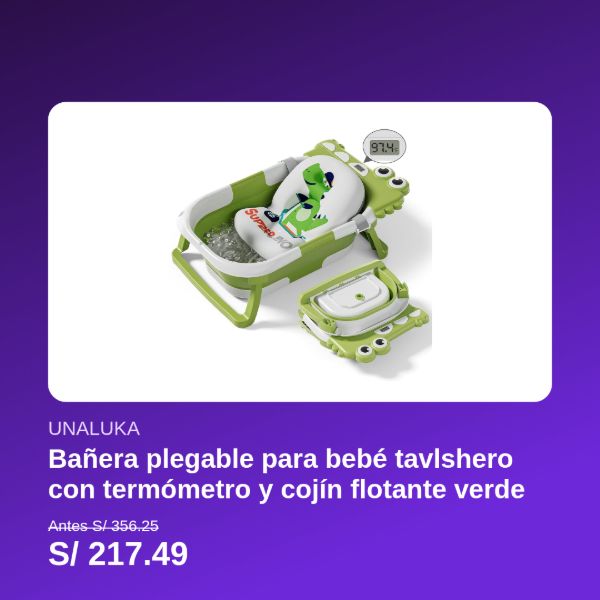 97.4
UNALUKA
Bañera plegable para bebé tavlshero
con termómetro y cojín flotante verde
Antes S/ 356.25
S/ 217.49